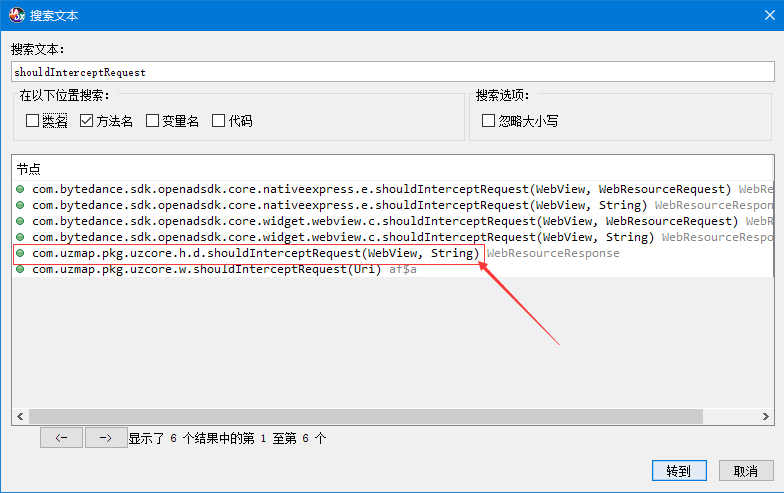 搜索文本
搜索文本:
shouldInterceptRequest
在以下位置搜索:
类名 方法名 变量名 代码
搜索选项:
忽略大小写
节点
com.bytedance.sdk.openadsdk.core.nativeexpress.e.shouldInterceptRequest(WebView, WebResourceRequest) WebRe
com.bytedance.sdk.openadsdk.core.nativeexpress.e.shouldInterceptRequest(WebView, String) WebResourceRespon
com.bytedance.sdk.openadsdk.core.widget.webview.c.shouldInterceptRequest(WebView, WebResourceRequest) WebR
com.bytedance.sdk.openadsdk.core.widget.webview.c.shouldInterceptRequest(WebView, String) WebResourceRespo
com.uzmap.pkg.uzcore.h.d.shouldInterceptRequest(WebView, String) WebResourceResponse
com.uzmap.pkg.uzcore.w.shouldInterceptRequest(Uri) af$a
<- -> 显示了 6 个结果中的第 1 至第 6 个
转到 取消